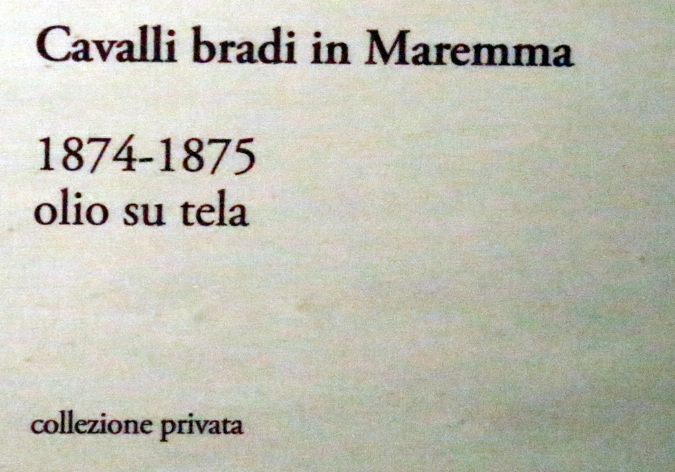 Cavalli bradi in Maremma
1874-1875
olio su tela
collezione privata